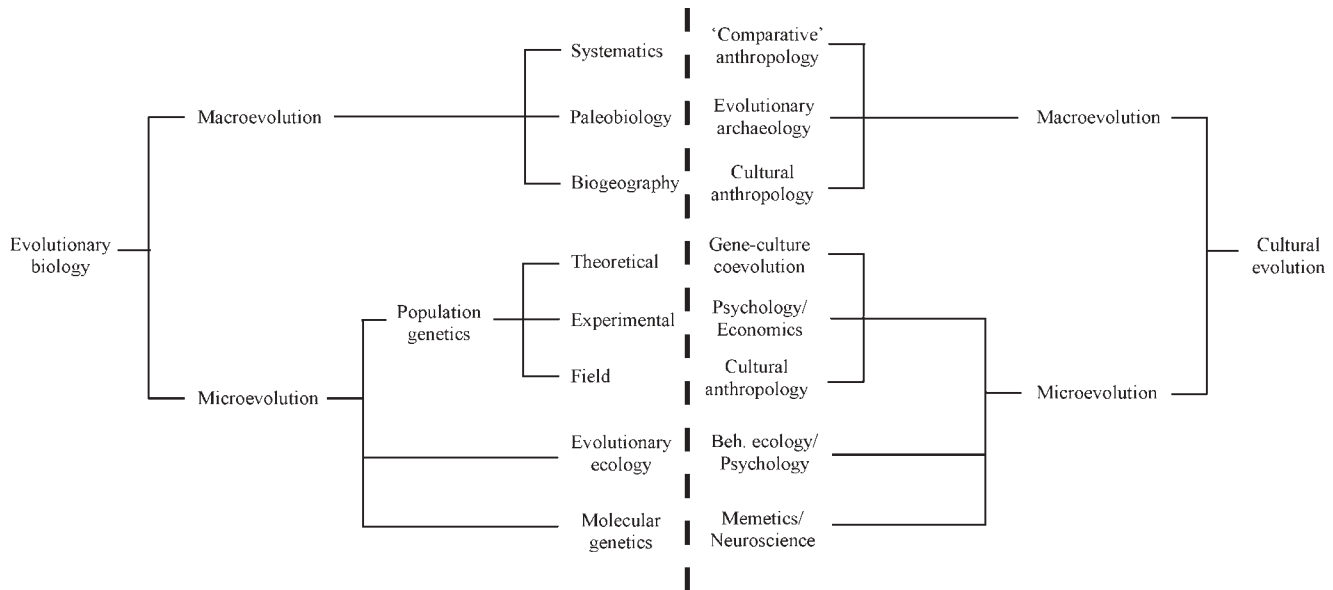 Systematics
'Comparative'
anthropology
Macroevolution
Paleobiology
Evolutionary
archaeology
Macroevolution
Biogeography
Cultural
anthropology
Evolutionary
biology
Theoretical
Gene-culture
coevolution
Cultural
evolution
Population
genetics
Experimental
Psychology/
Economics
Field
Cultural
anthropology
Microevolution
Microevolution
Evolutionary
ecology
Beh. ecology/
Psychology
Molecular
genetics
Memetics/
Neuroscience